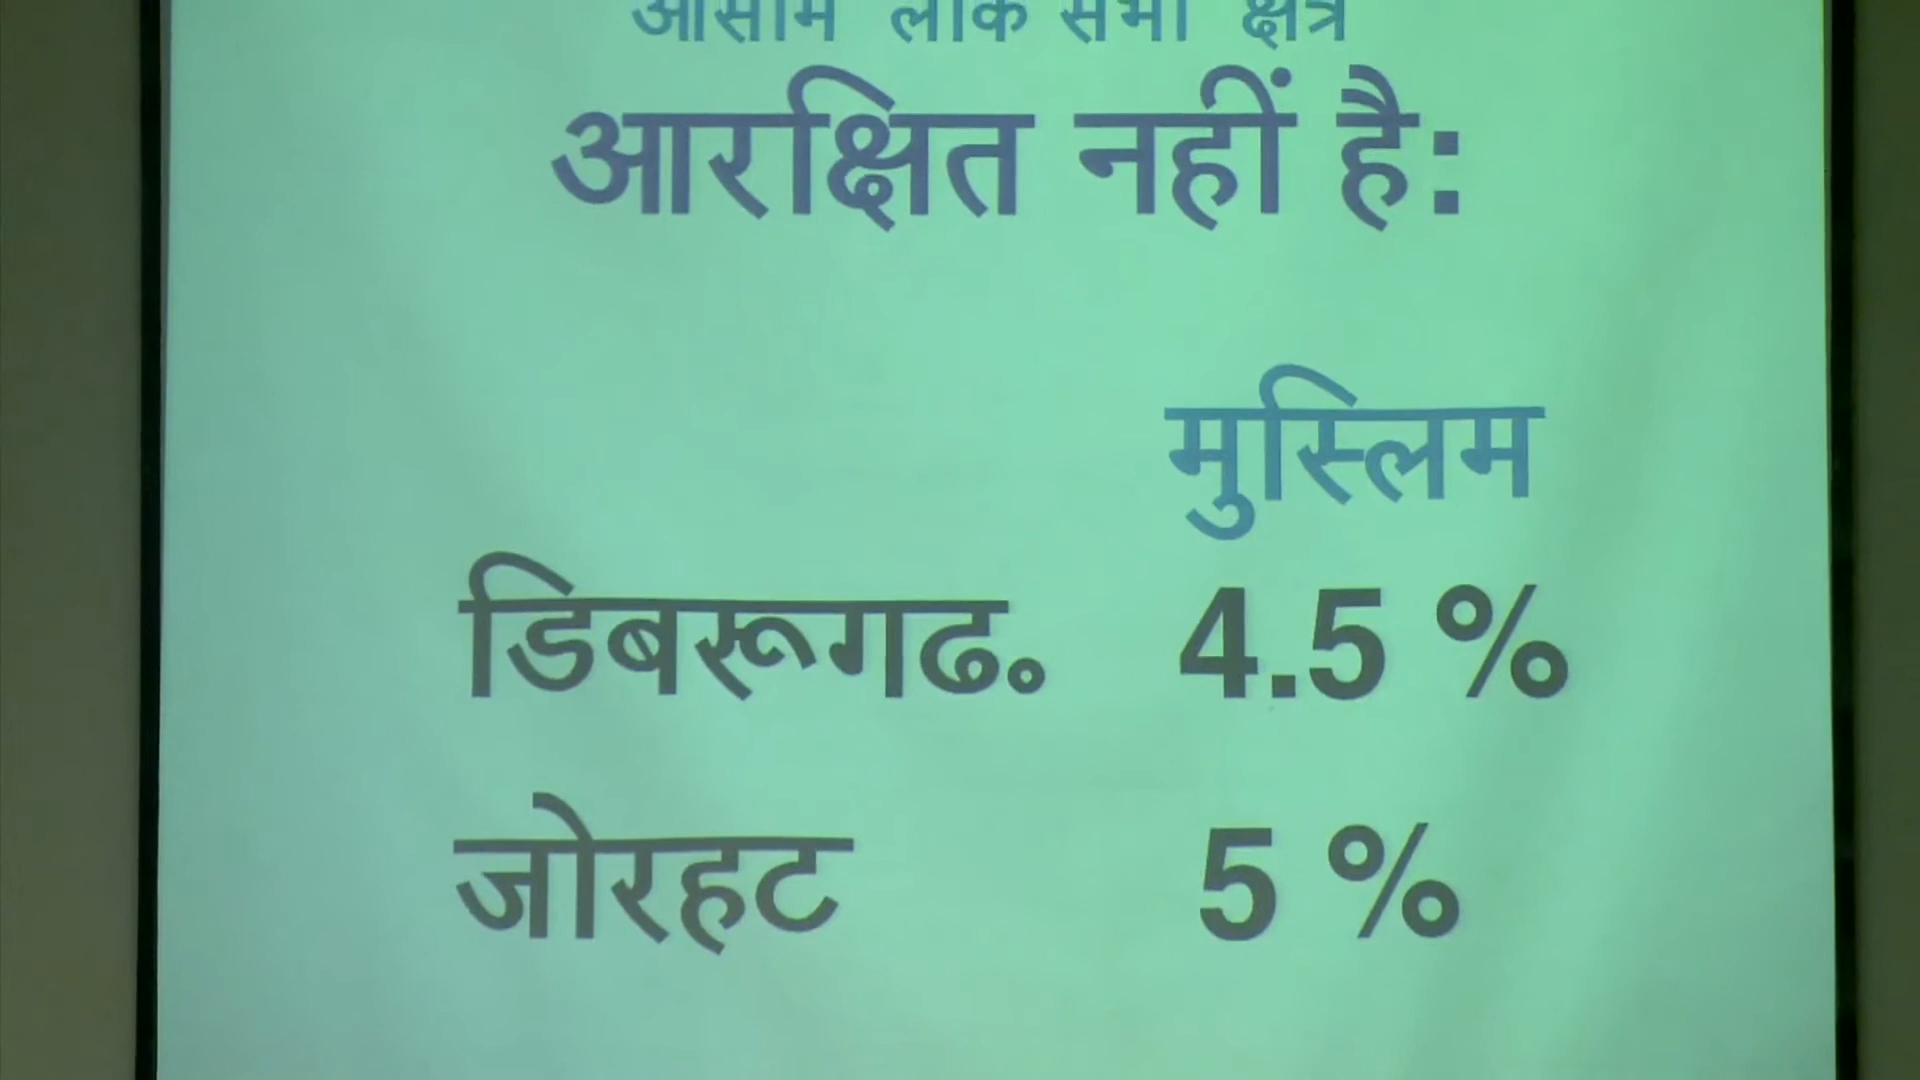 आसाम लोक सभा क्षेत्र
आरक्षित नहीं है:
मुस्लिम
डिबरूगढ. 4.5 %
जोरहट 5 %